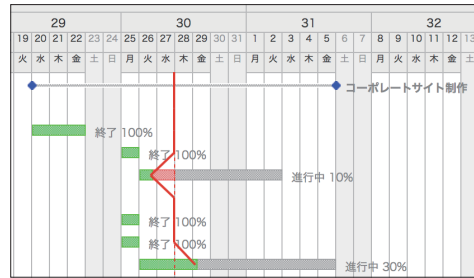 29 30 31 32
19 20 21 22 23 24 25 26 27 28 29 30 31 1 2 3 4 5 6 7 8 9 10 11 12 13
火 水 木 金 土 日 月 火 水 木 金 土 日 月 火 水 木 金 土 日 月 火 水 木 金
コーポレートサイト制作
終了 100%
終了 100%
進行中 10%
終了 100%
終了 100%
進行中 30%